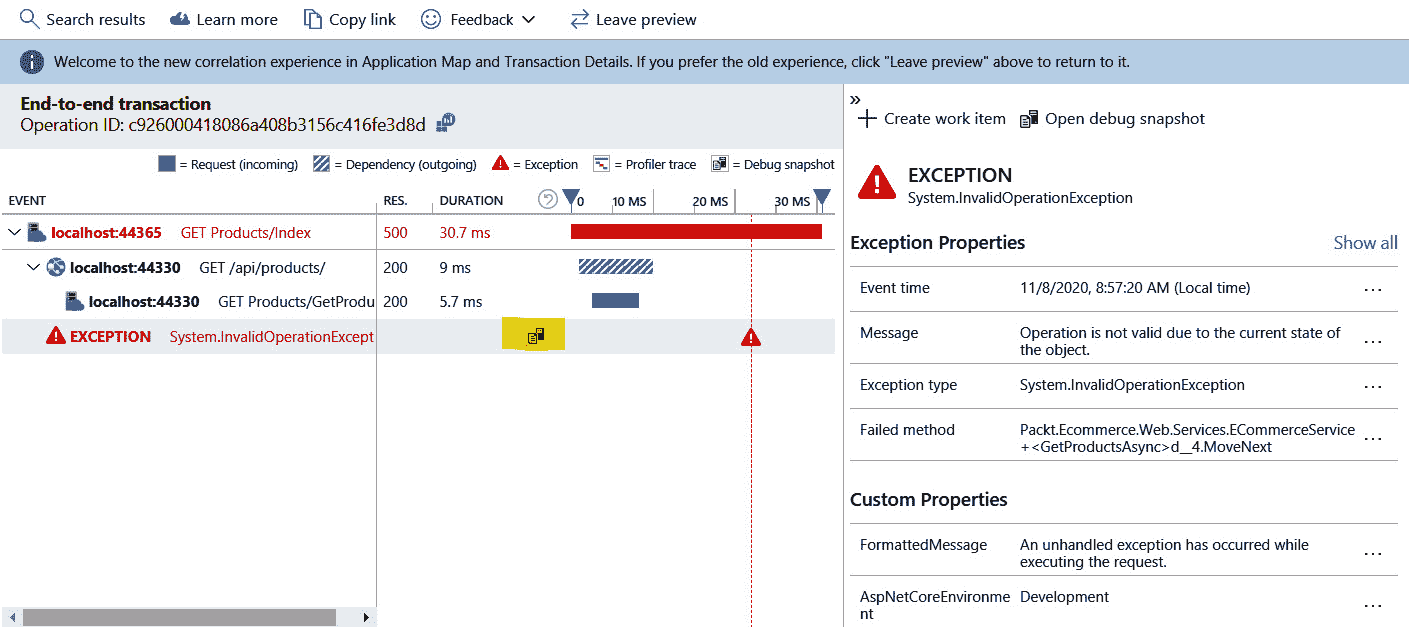 Search results Learn more Copy link Feedback Leave preview
Welcome to the new correlation experience in Application Map and Transaction Details. If you prefer the old experience, click "Leave preview" above to return to it.
End-to-end transaction
Operation ID: c926000418086a408b3156c416fe3d8d
= Request (incoming) = Dependency (outgoing) = Exception = Profiler trace = Debug snapshot
EVENT RES. DURATION 0 10 MS 20 MS 30 MS
localhost:44365 GET Products/Index 500 30.7 ms
localhost:44330 GET /api/products/ 200 9 ms
localhost:44330 GET Products/GetProdu 200 5.7 ms
EXCEPTION System.InvalidOperationExcept
»
Create work item Open debug snapshot
EXCEPTION
System.InvalidOperationException
Exception Properties Show all
Event time 11/8/2020, 8:57:20 AM (Local time) ...
Message Operation is not valid due to the current state of
the object. ...
Exception type System.InvalidOperationException ...
Failed method Packt.Ecommerce.Web.Services.ECommerceService
+<GetProductsAsync>d__4.MoveNext ...
Custom Properties
FormattedMessage An unhandled exception has occurred while
executing the request. ...
AspNetCoreEnvironme Development
nt ...